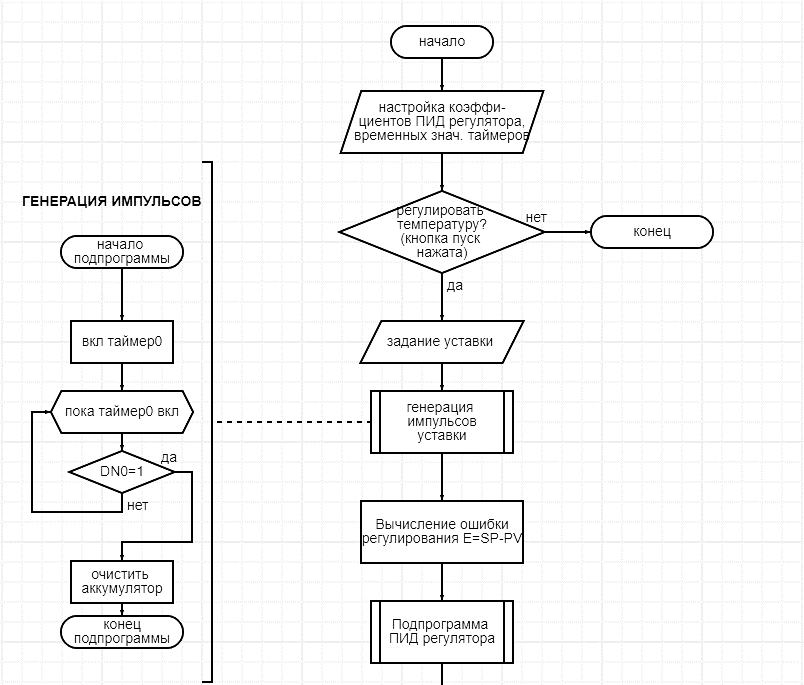 начало
настройка коэффи-
циентов ПИД регулятора,
временных знач. таймеров
регулировать
температуру?
(кнопка пуск
нажата)
нет
конец
да
задание уставки
генерация
импульсов
уставки
Вычисление ошибки
регулирования E=SP-PV
Подпрограмма
ПИД регулятора
ГЕНЕРАЦИЯ ИМПУЛЬСОВ
начало
подпрограммы
вкл таймер0
пока таймер0 вкл
DN0=1
да
нет
очистить
аккумулятор
конец
подпрограммы